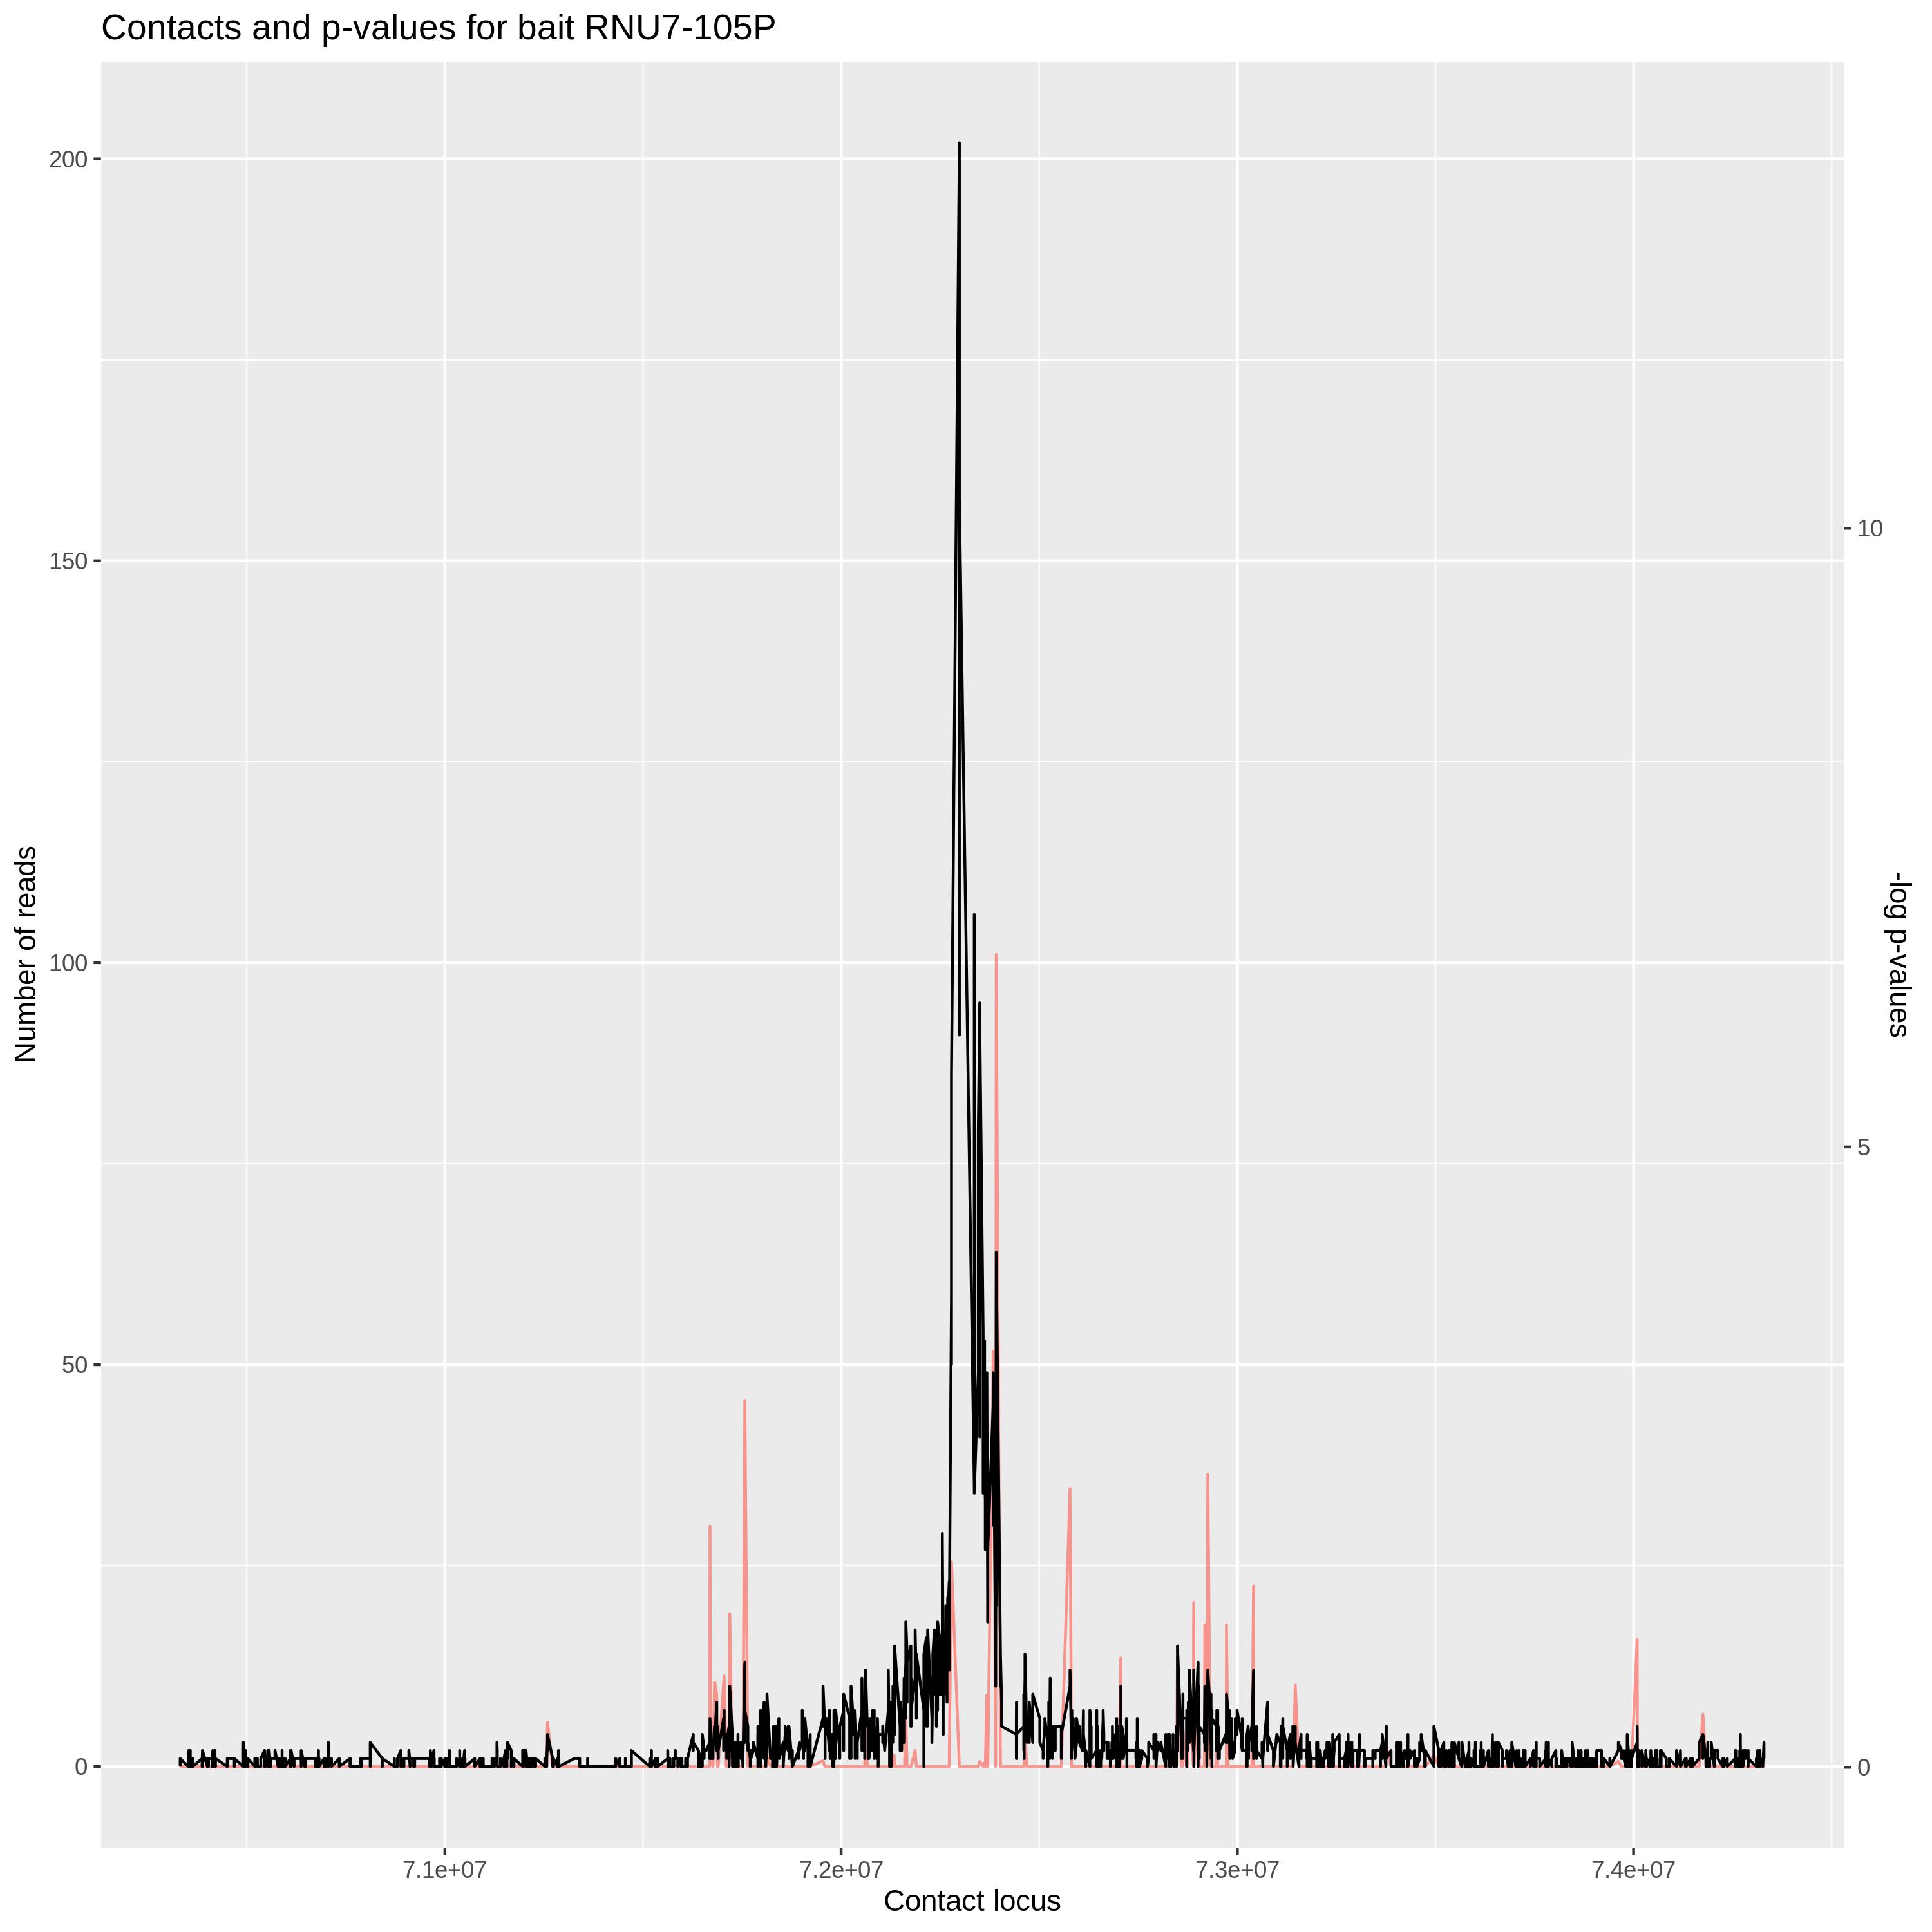 Contacts and p-values for bait RNU7-105P
200
150
100
50
0
Number of reads
10
5
0
-log p-values
7.1e+07
7.2e+07
7.3e+07
7.4e+07
Contact locus